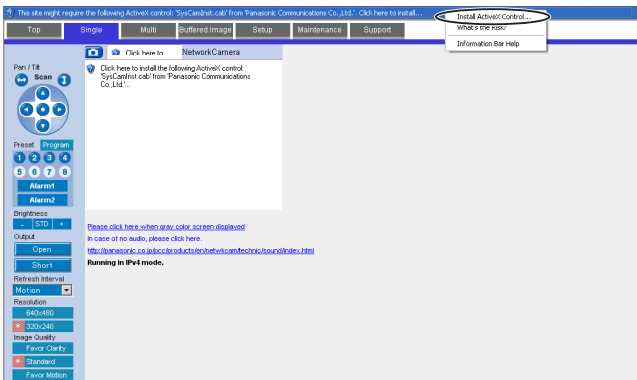 This site might require the following ActiveX control: 'SysCamInst.cab' from 'Panasonic Communications Co.,Ltd.'. Click here to install...
Install ActiveX Control...
What's the Risk?
Information Bar Help
Top Single Multi Buffered Image Setup Maintenance Support
Click here to NetworkCamera
Click here to install the following ActiveX control:
'SysCamInst.cab' from 'Panasonic Communications
Co.,Ltd.'...
Pan / Tilt
Scan
Preset Program
1 2 3 4
5 6 7 8
Alarm1
Alarm2
Brightness
- STD +
Output
Open
Short
Refresh Interval
Motion
Resolution
640x480
* 320x240
Image Quality
Favor Clarity
* Standard
Favor Motion
Please click here when gray color screen displayed
In case of no audio, please click here.
http://panasonic.co.jp/pcc/products/en/netwkcam/technic/sound/index.html
Running in IPv4 mode.